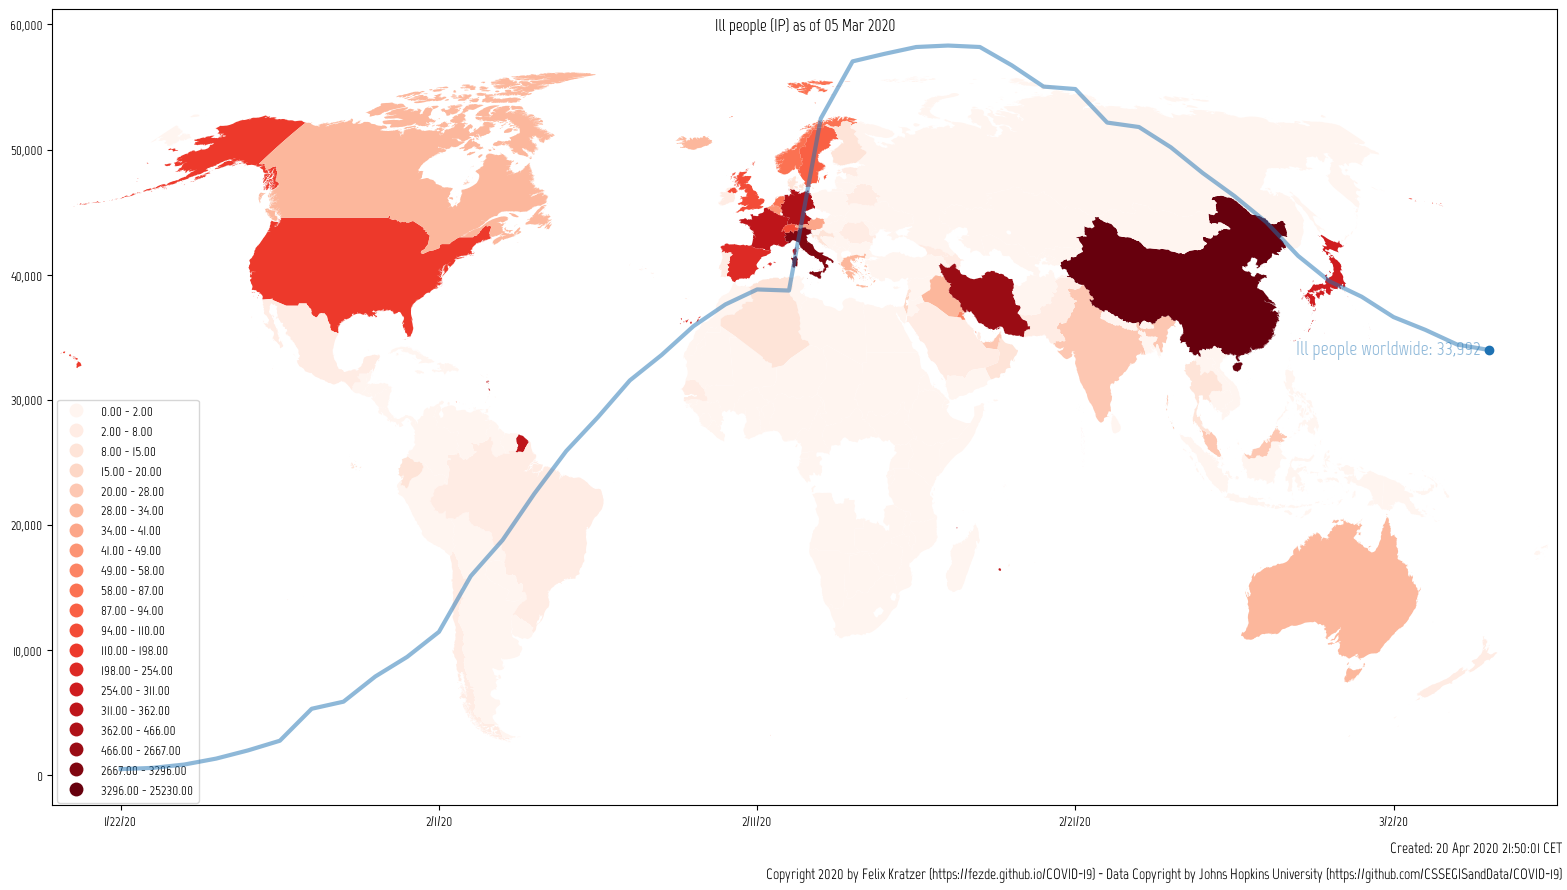 Ill people (IP) as of 05 Mar 2020
60,000
50,000
40,000
30,000
20,000
10,000
0
Ill people worldwide: 33,992
0.00 - 2.00
2.00 - 8.00
8.00 - 15.00
15.00 - 20.00
20.00 - 28.00
28.00 - 34.00
34.00 - 41.00
41.00 - 49.00
49.00 - 58.00
58.00 - 87.00
87.00 - 94.00
94.00 - 110.00
110.00 - 198.00
198.00 - 254.00
254.00 - 311.00
311.00 - 362.00
362.00 - 466.00
466.00 - 2667.00
2667.00 - 3296.00
3296.00 - 25230.00
1/22/20
2/1/20
2/11/20
2/21/20
3/2/20
Created: 20 Apr 2020 21:50:01 CET
Copyright 2020 by Felix Kratzer (https://fezde.github.io/COVID-19) - Data Copyright by Johns Hopkins University (https://github.com/CSSEGISandData/COVID-19)